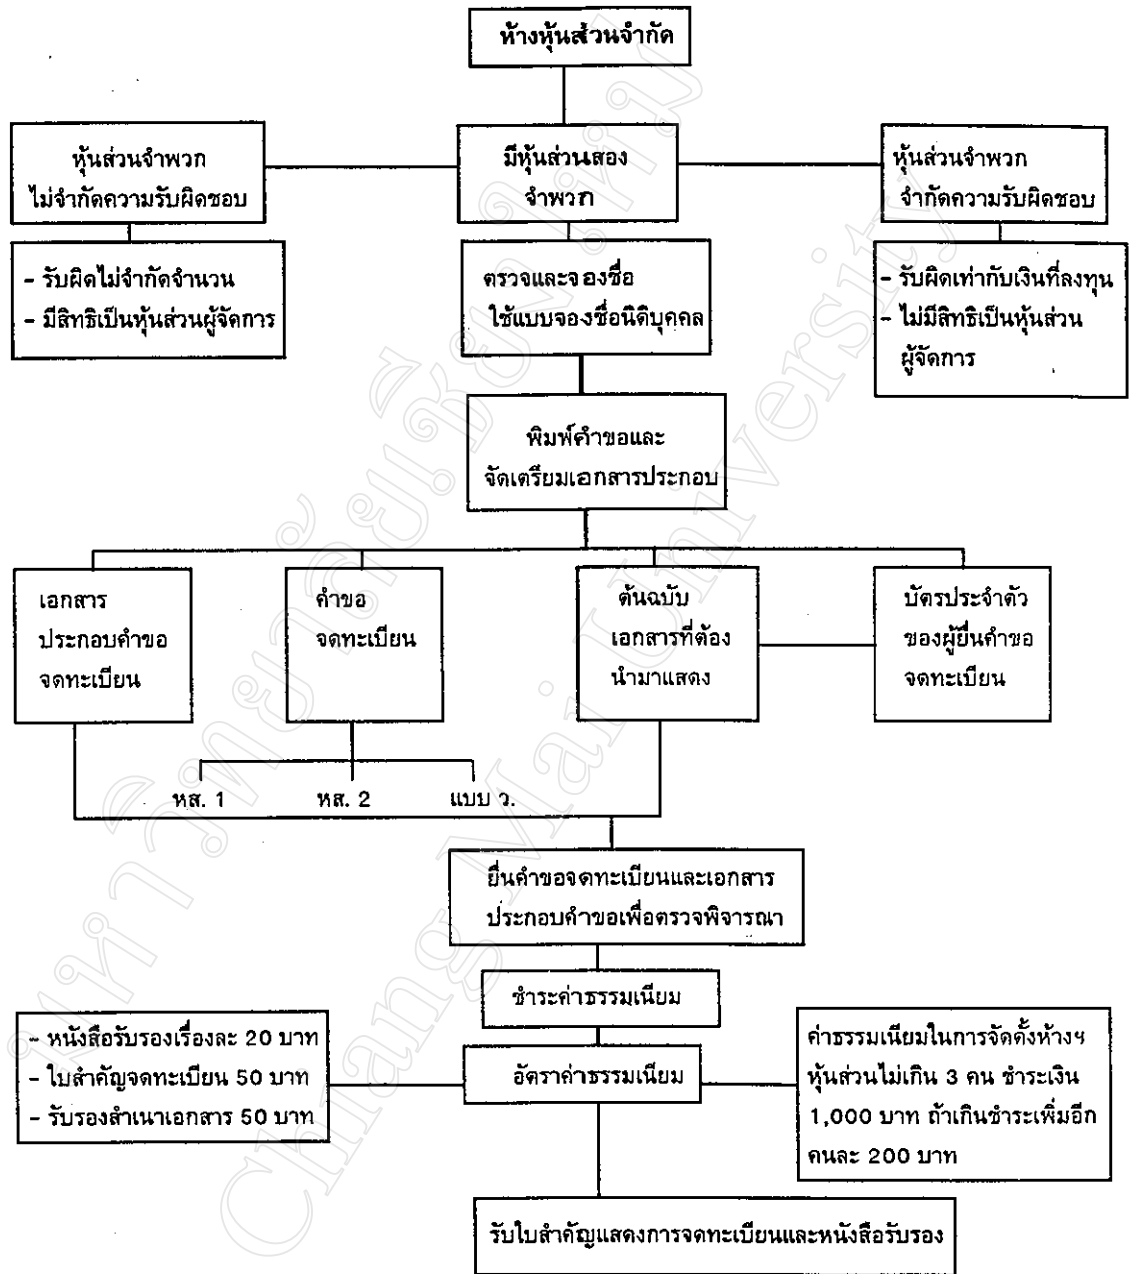 ห้างหุ้นส่วนจำกัด
หุ้นส่วนจำพวก
ไม่จำกัดความรับผิดชอบ
มีหุ้นส่วนสอง
จำพวก
หุ้นส่วนจำพวก
จำกัดความรับผิดชอบ
- รับผิดไม่จำกัดจำนวน
- มีสิทธิเป็นหุ้นส่วนผู้จัดการ
ตรวจและจองชื่อ
ใช้แบบจองชื่อนิติบุคคล
- รับผิดเท่ากับเงินที่ลงทุน
- ไม่มีสิทธิเป็นหุ้นส่วน
ผู้จัดการ
พิมพ์คำขอและ
จัดเตรียมเอกสารประกอบ
เอกสาร
ประกอบคำขอ
จดทะเบียน
คำขอ
จดทะเบียน
ต้นฉบับ
เอกสารที่ต้อง
นำมาแสดง
บัตรประจำตัว
ของผู้ยื่นคำขอ
จดทะเบียน
หส. 1
หส. 2
แบบ ว.
ยื่นคำขอจดทะเบียนและเอกสาร
ประกอบคำขอเพื่อตรวจพิจารณา
ชำระค่าธรรมเนียม
- หนังสือรับรองเรื่องละ 20 บาท
- ใบสำคัญจดทะเบียน 50 บาท
- รับรองสำเนาเอกสาร 50 บาท
อัตราค่าธรรมเนียม
ค่าธรรมเนียมในการจัดตั้งห้างฯ
หุ้นส่วนไม่เกิน 3 คน ชำระเงิน
1,000 บาท ถ้าเกินชำระเพิ่มอีก
คนละ 200 บาท
รับใบสำคัญแสดงการจดทะเบียนและหนังสือรับรอง
มหาวิทยาลัยเชียงใหม่
Chiang Mai University